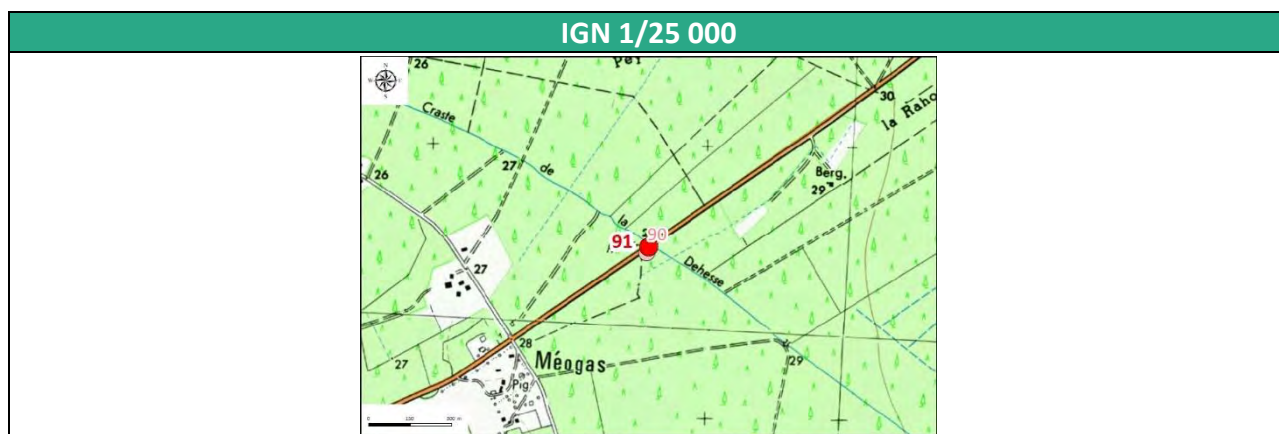 IGN 1/25 000
N
26
Craste
27
de
26
la
91
90
Dehesse
30
la Raho
Berg.
29
27
28
Méogas
Pig
27
29